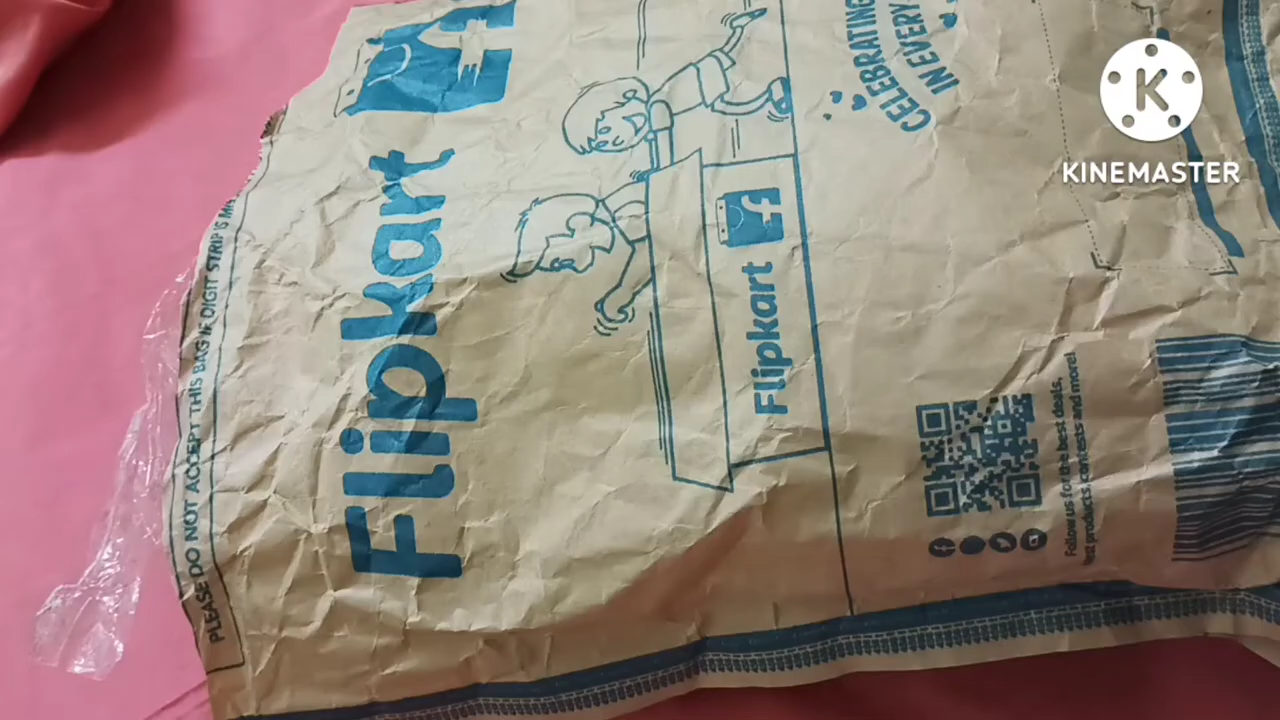 PLEASE DO NOT ACCEPT THIS BAG IF DIGIT STRIP IS
Flipkart
Flipkart
CELEBRATING
IN EVERY
Follow us for the best deals,
products, contests and more!
K
KINEMASTER